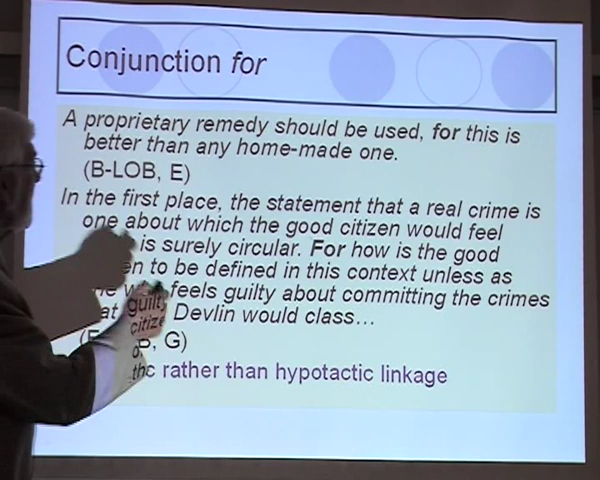 Conjunction for
A proprietary remedy should be used, for this is
better than any home-made one.
(B-LOB, E)
In the first place, the statement that a real crime is
one about which the good citizen would feel
is surely circular. For how is the good
to be defined in this context unless as
feels guilty about committing the crimes
Devlin would class…
G)
rather than hypotactic linkage